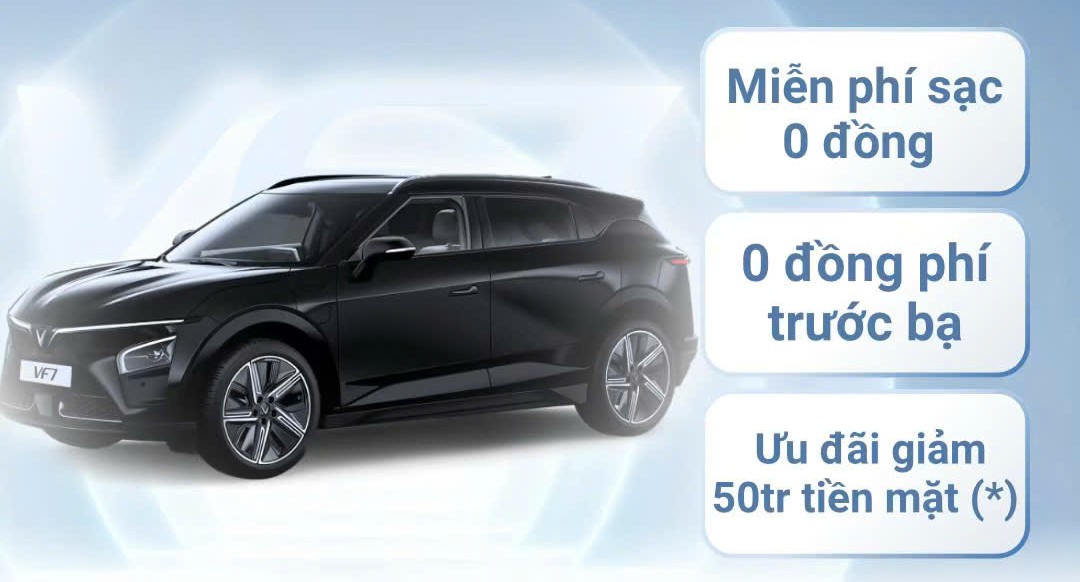 Miễn phí sạc
0 đồng
0 đồng phí
trước bạ
Ưu đãi giảm
50tr tiền mặt (*)
VF7